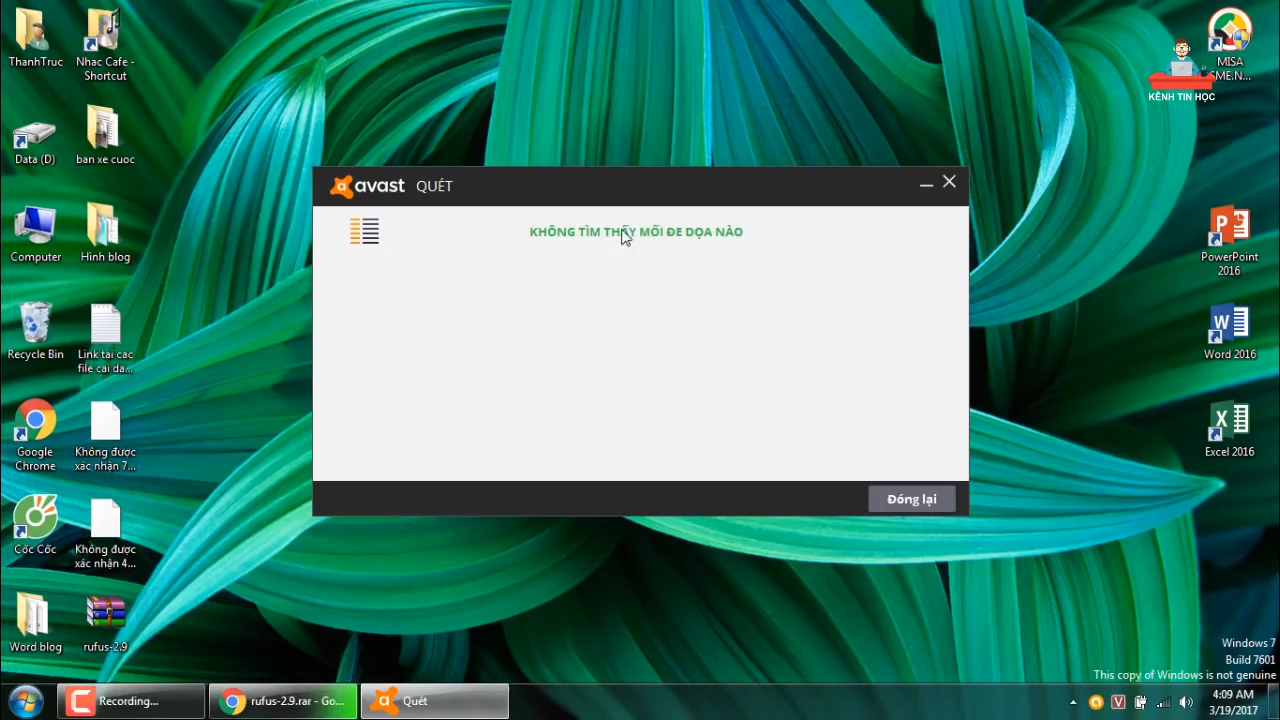 ThanhTruc
Nhac Cafe -
Shortcut
MISA
SME.N...
KÊNH TIN HỌC
Data (D)
ban xe cuoc
avast QUÉT
KHÔNG TÌM THẤY MỐI ĐE DỌA NÀO
Computer
Hinh blog
PowerPoint
2016
Recycle Bin
Link tai cac
file cai da...
Word 2016
Google
Chrome
Không được
xác nhận 7...
Excel 2016
Đóng lại
Cốc Cốc
Không được
xác nhận 4...
Word blog
rufus-2.9
Windows 7
Build 7601
This copy of Windows is not genuine
Recording...
rufus-2.9.rar - Go...
Quét
4:09 AM
3/19/2017